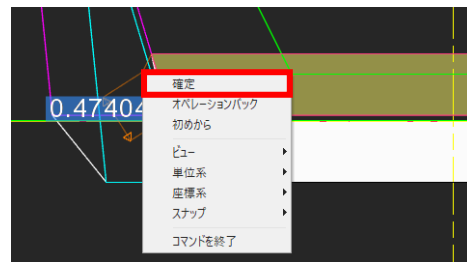 確定
0.47404
オペレーションバック
初めから
ビュー
単位系
座標系
スナップ
コマンドを終了